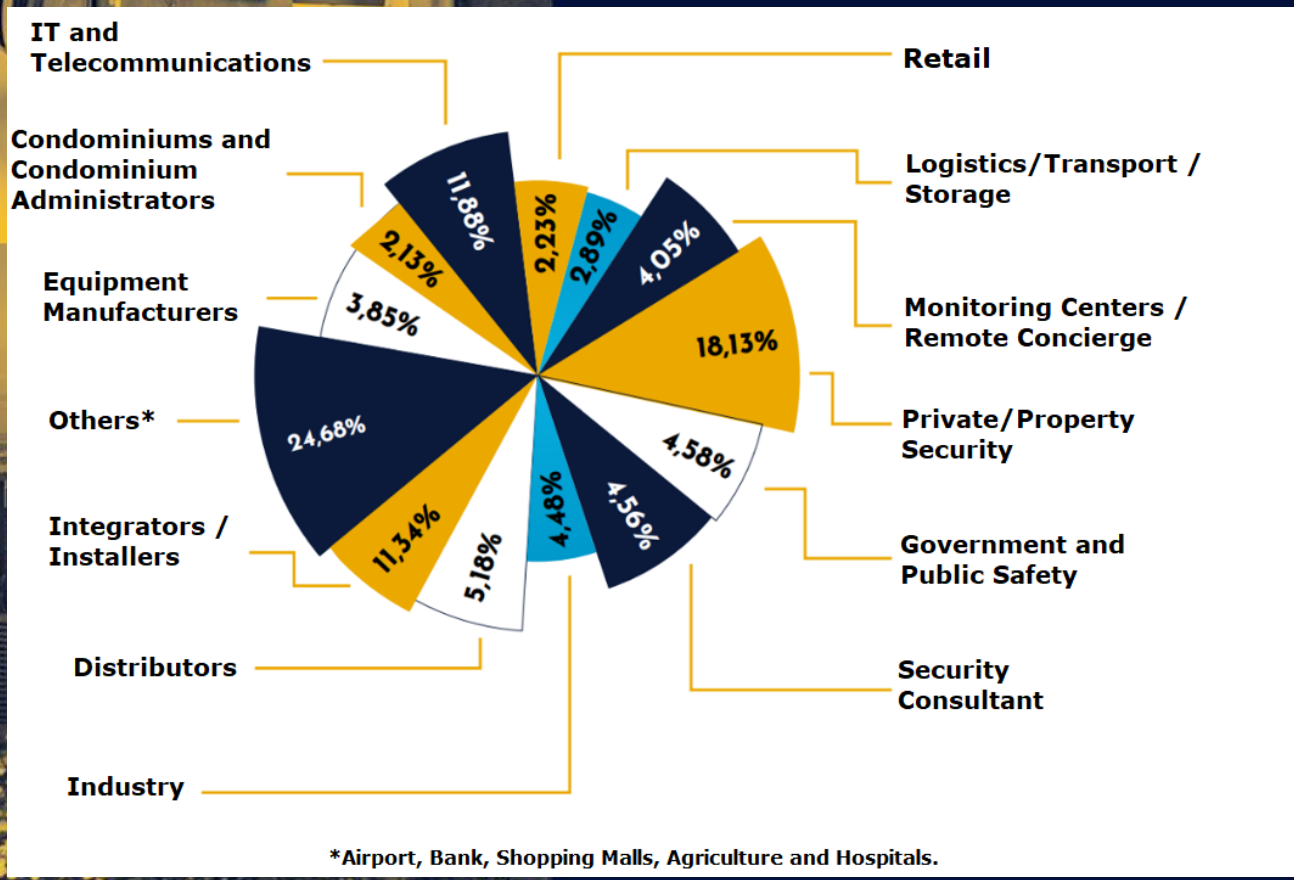 IT and
Telecommunications
Retail
Condominiums and
Condominium
Administrators
Logistics/Transport /
Storage
Equipment
Manufacturers
Monitoring Centers /
Remote Concierge
Others*
Private/Property
Security
Integrators /
Installers
Government and
Public Safety
Distributors
Security
Consultant
Industry
11,88%
2,23%
2,89%
4,05%
2,13%
3,85%
18,13%
24,68%
4,58%
11,34%
5,18%
4,48%
4,56%
*Airport, Bank, Shopping Malls, Agriculture and Hospitals.